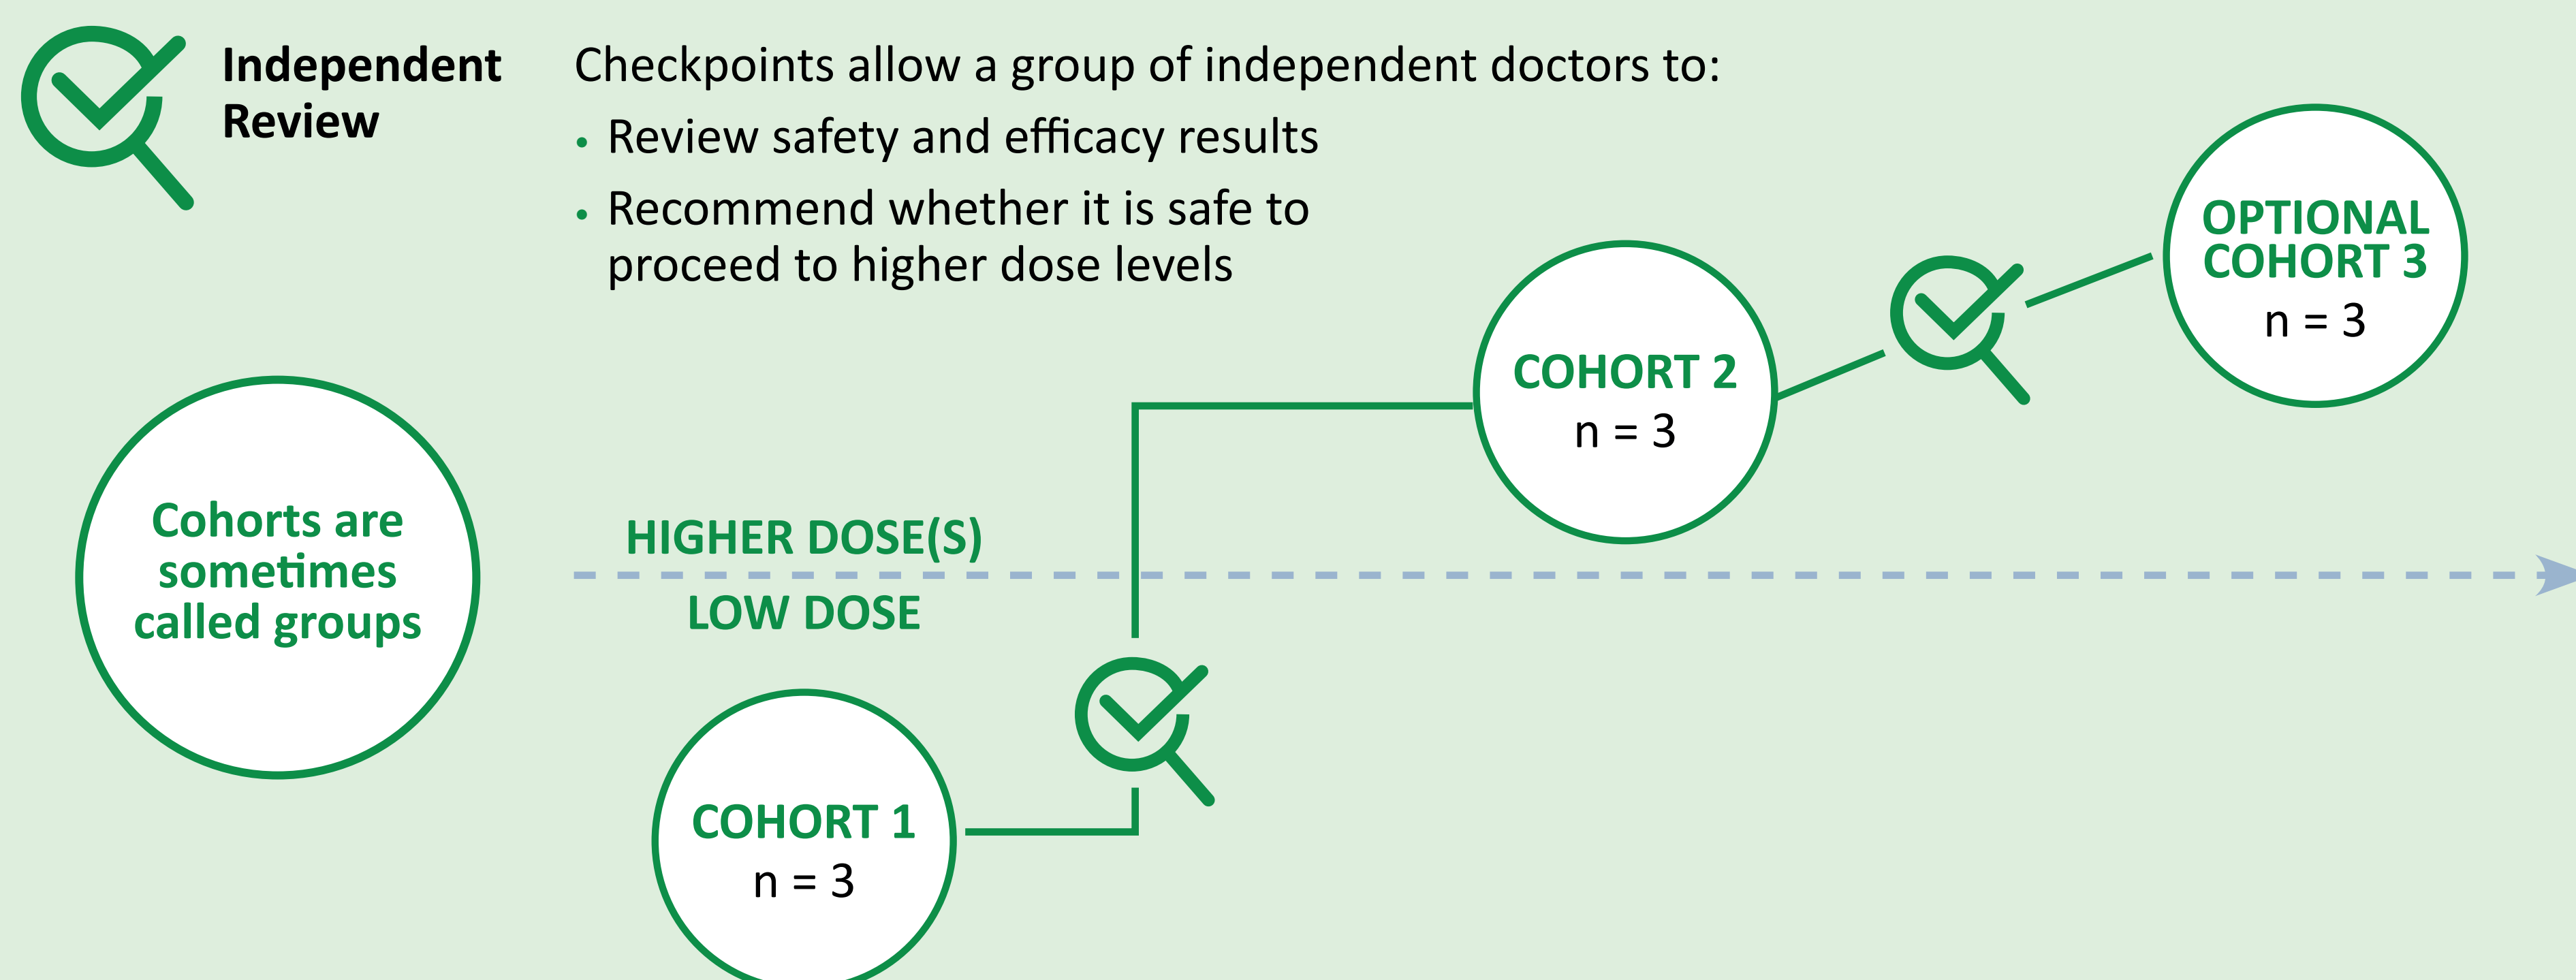 Independent
Review
Checkpoints allow a group of independent doctors to:
• Review safety and efficacy results
• Recommend whether it is safe to
proceed to higher dose levels
OPTIONAL
COHORT 3
n = 3
COHORT 2
n = 3
Cohorts are
sometimes
called groups
HIGHER DOSE(S)
LOW DOSE
COHORT 1
n = 3